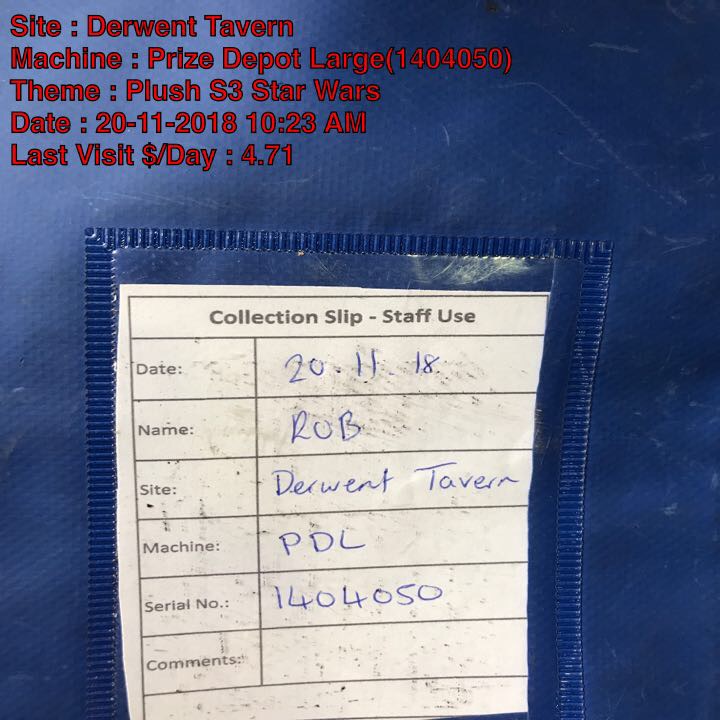 Site : Derwent Tavern
Machine : Prize Depot Large(1404050)
Theme : Plush S3 Star Wars
Date : 20-11-2018 10:23 AM
Last Visit $/Day : 4.71
Collection Slip - Staff Use
Date: 20.11.18
Name: ROB
Site: Derwent Tavern
Machine: PDL
Serial No.: 1404050
Comments: